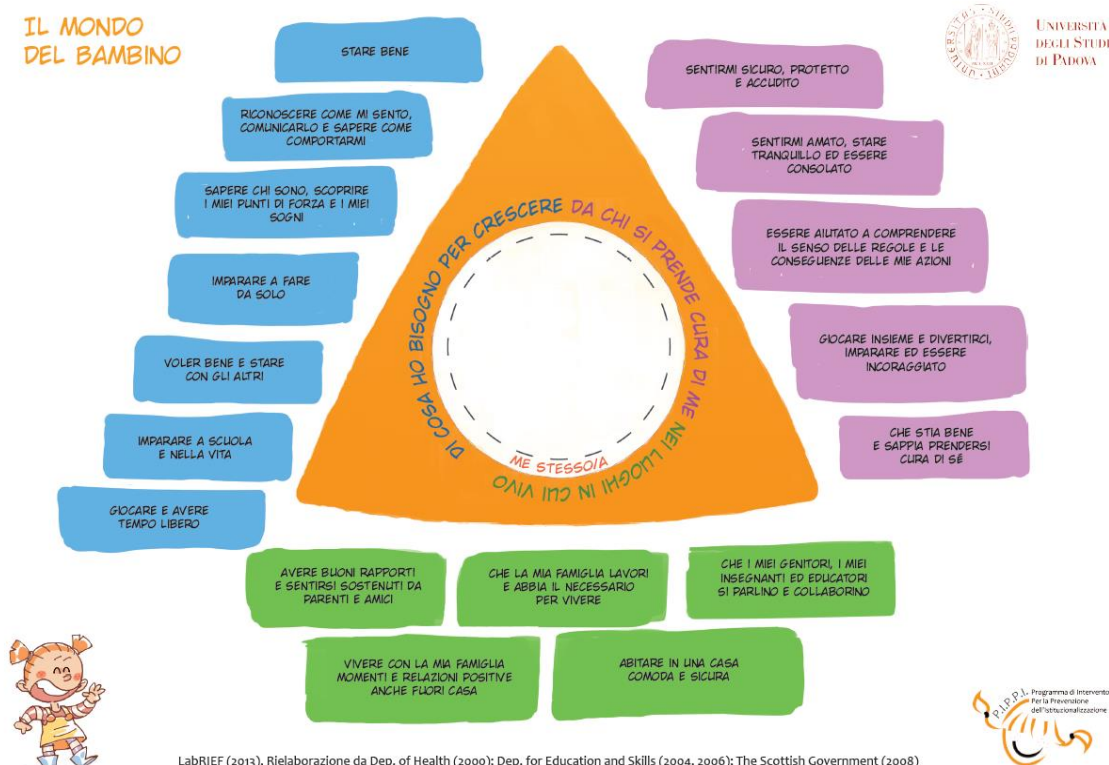 IL MONDO
DEL BAMBINO
UNIVERSITÀ
DEGLI STUDI
DI PADOVA
STARE BENE
RICONOSCERE COME MI SENTO,
COMUNICARLO E SAPERE COME
COMPORTARMI
SAPERE CHI SONO, SCOPRIRE
I MIEI PUNTI DI FORZA E I MIEI
SOGNI
IMPARARE A FARE
DA SOLO
VOLER BENE E STARE
CON GLI ALTRI
IMPARARE A SCUOLA
E NELLA VITA
GIOCARE E AVERE
TEMPO LIBERO
DI COSA HO BISOGNO PER CRESCERE
DA CHI SI PRENDE CURA DI ME
NEI LUOGHI IN CUI VIVO
ME STESSO/A
SENTIRMI SICURO, PROTETTO
E ACCUDITO
SENTIRMI AMATO, STARE
TRANQUILLO ED ESSERE
CONSOLATO
ESSERE AIUTATO A COMPRENDERE
IL SENSO DELLE REGOLE E LE
CONSEGUENZE DELLE MIE AZIONI
GIOCARE INSIEME E DIVERTIRCI,
IMPARARE ED ESSERE
INCORAGGIATO
CHE STIA BENE
E SAPPIA PRENDERSI
CURA DI SÉ
AVERE BUONI RAPPORTI
E SENTIRSI SOSTENUTI DA
PARENTI E AMICI
CHE LA MIA FAMIGLIA LAVORI
E ABBIA IL NECESSARIO
PER VIVERE
CHE I MIEI GENITORI, I MIEI
INSEGNANTI ED EDUCATORI
SI PARLINO E COLLABORINO
VIVERE CON LA MIA FAMIGLIA
MOMENTI E RELAZIONI POSITIVE
ANCHE FUORI CASA
ABITARE IN UNA CASA
COMODA E SICURA
P.I.P.P.I.
Programma di Intervento
Per la Prevenzione
dell'Istituzionalizzazione
LabRIEF (2013), Rielaborazione da Dep. of Health (2000); Dep. for Education and Skills (2004, 2006); The Scottish Government (2008)